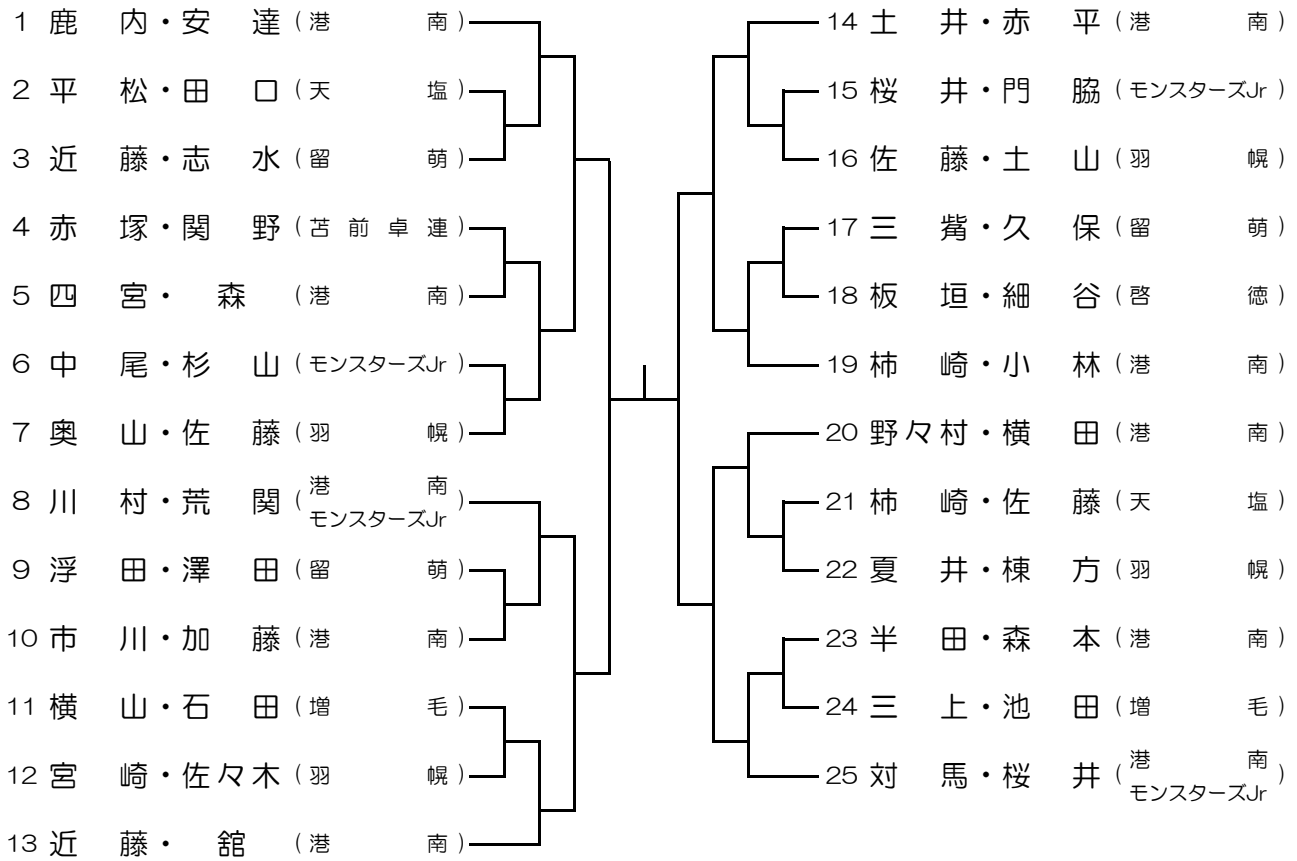 1 鹿内・安達(港南)
2 平松・田口(天塩)
3 近藤・志水(留萌)
4 赤塚・関野(苫前卓連)
5 四宮・森(港南)
6 中尾・杉山(モンスターズJr)
7 奥山・佐藤(羽幌)
8 川村・荒関(港南
モンスターズJr)
9 浮田・澤田(留萌)
10 市川・加藤(港南)
11 横山・石田(増毛)
12 宮崎・佐々木(羽幌)
13 近藤・舘(港南)
14 土井・赤平(港南)
15 桜井・門脇(モンスターズJr)
16 佐藤・土山(羽幌)
17 三觜・久保(留萌)
18 板垣・細谷(啓徳)
19 柿崎・小林(港南)
20 野々村・横田(港南)
21 柿崎・佐藤(天塩)
22 夏井・棟方(羽幌)
23 半田・森本(港南)
24 三上・池田(増毛)
25 対馬・桜井(港南
モンスターズJr)